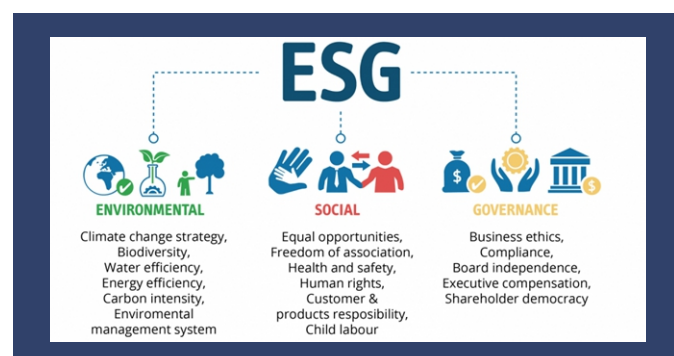 ESG
ENVIRONMENTAL
Climate change strategy,
Biodiversity,
Water efficiency,
Energy efficiency,
Carbon intensity,
Enviromental
management system
SOCIAL
Equal opportunities,
Freedom of association,
Health and safety,
Human rights,
Customer &
products resposibility,
Child labour
GOVERNANCE
Business ethics,
Compliance,
Board independence,
Executive compensation,
Shareholder democracy